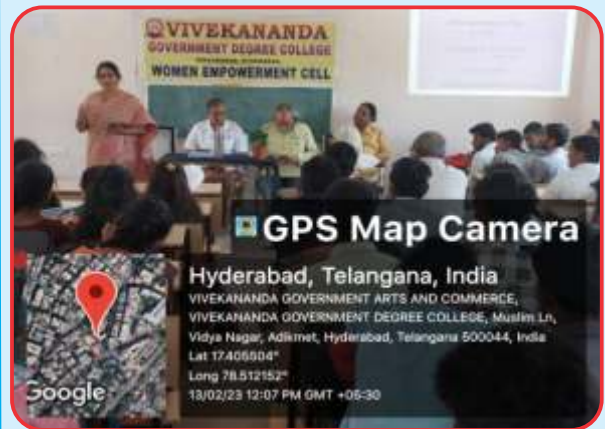 VIVEKANANDA
GOVERNMENT DEGREE COLLEGE
WOMEN EMPOWERMENT CELL
GPS Map Camera
Hyderabad, Telangana, India
VIVEKANANDA GOVERNMENT ARTS AND COMMERCE,
VIVEKANANDA GOVERNMENT DEGREE COLLEGE, Muslim Ln,
Vidya Nagar, Adikmet, Hyderabad, Telangana 500044, India
Lat 17.405504°
Long 78.512152°
13/02/23 12:07 PM GMT +05:30
Google